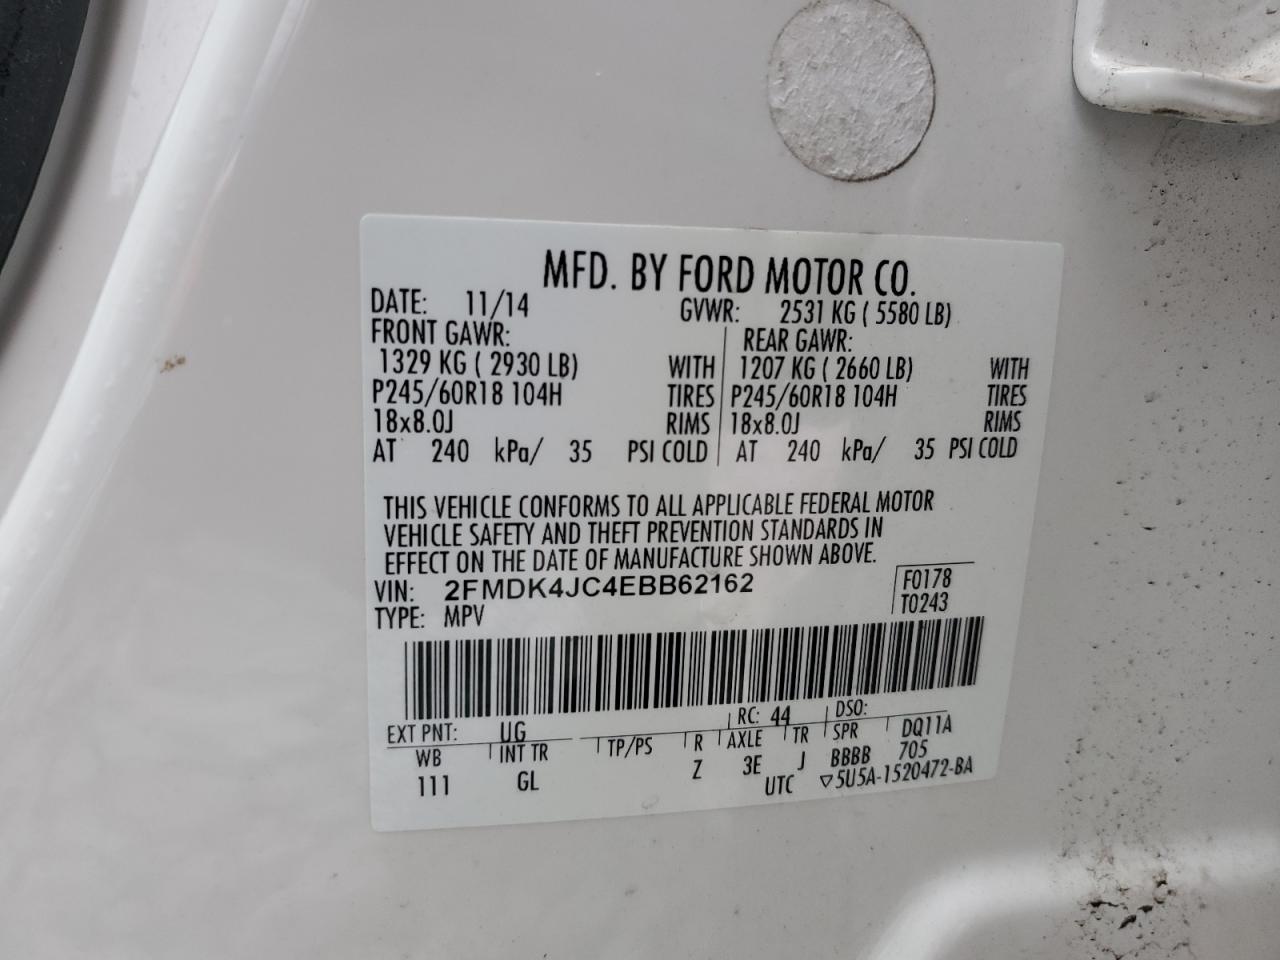 MFD. BY FORD MOTOR CO.
DATE: 11/14 GVWR: 2531 KG ( 5580 LB)
FRONT GAWR: REAR GAWR:
1329 KG ( 2930 LB) WITH 1207 KG ( 2660 LB) WITH
P245/60R18 104H TIRES P245/60R18 104H TIRES
18x8.0J RIMS 18x8.0J RIMS
AT 240 kPa/ 35 PSI COLD AT 240 kPa/ 35 PSI COLD
THIS VEHICLE CONFORMS TO ALL APPLICABLE FEDERAL MOTOR
VEHICLE SAFETY AND THEFT PREVENTION STANDARDS IN
EFFECT ON THE DATE OF MANUFACTURE SHOWN ABOVE.
VIN: 2FMDK4JC4EBB62162 F0178
TYPE: MPV T0243
EXT PNT: UG RC: 44 DSO:
WB INT TR TP/PS R AXLE TR SPR DQ11A
111 GL Z 3E J BBBB 705
UTC ▽5U5A-1520472-BA